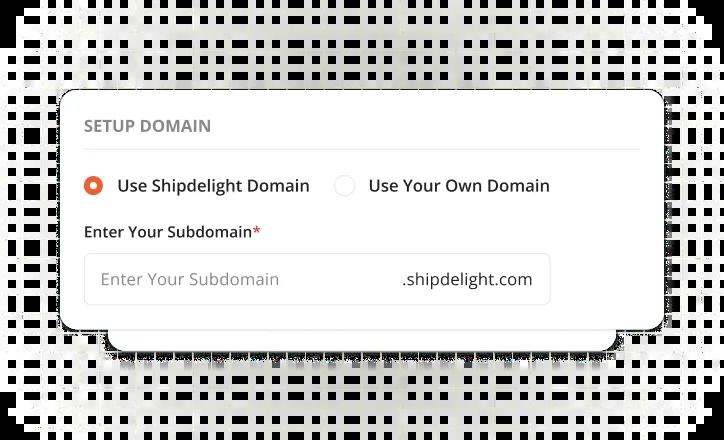 SETUP DOMAIN
Use Shipdelight Domain Use Your Own Domain
Enter Your Subdomain*
Enter Your Subdomain .shipdelight.com